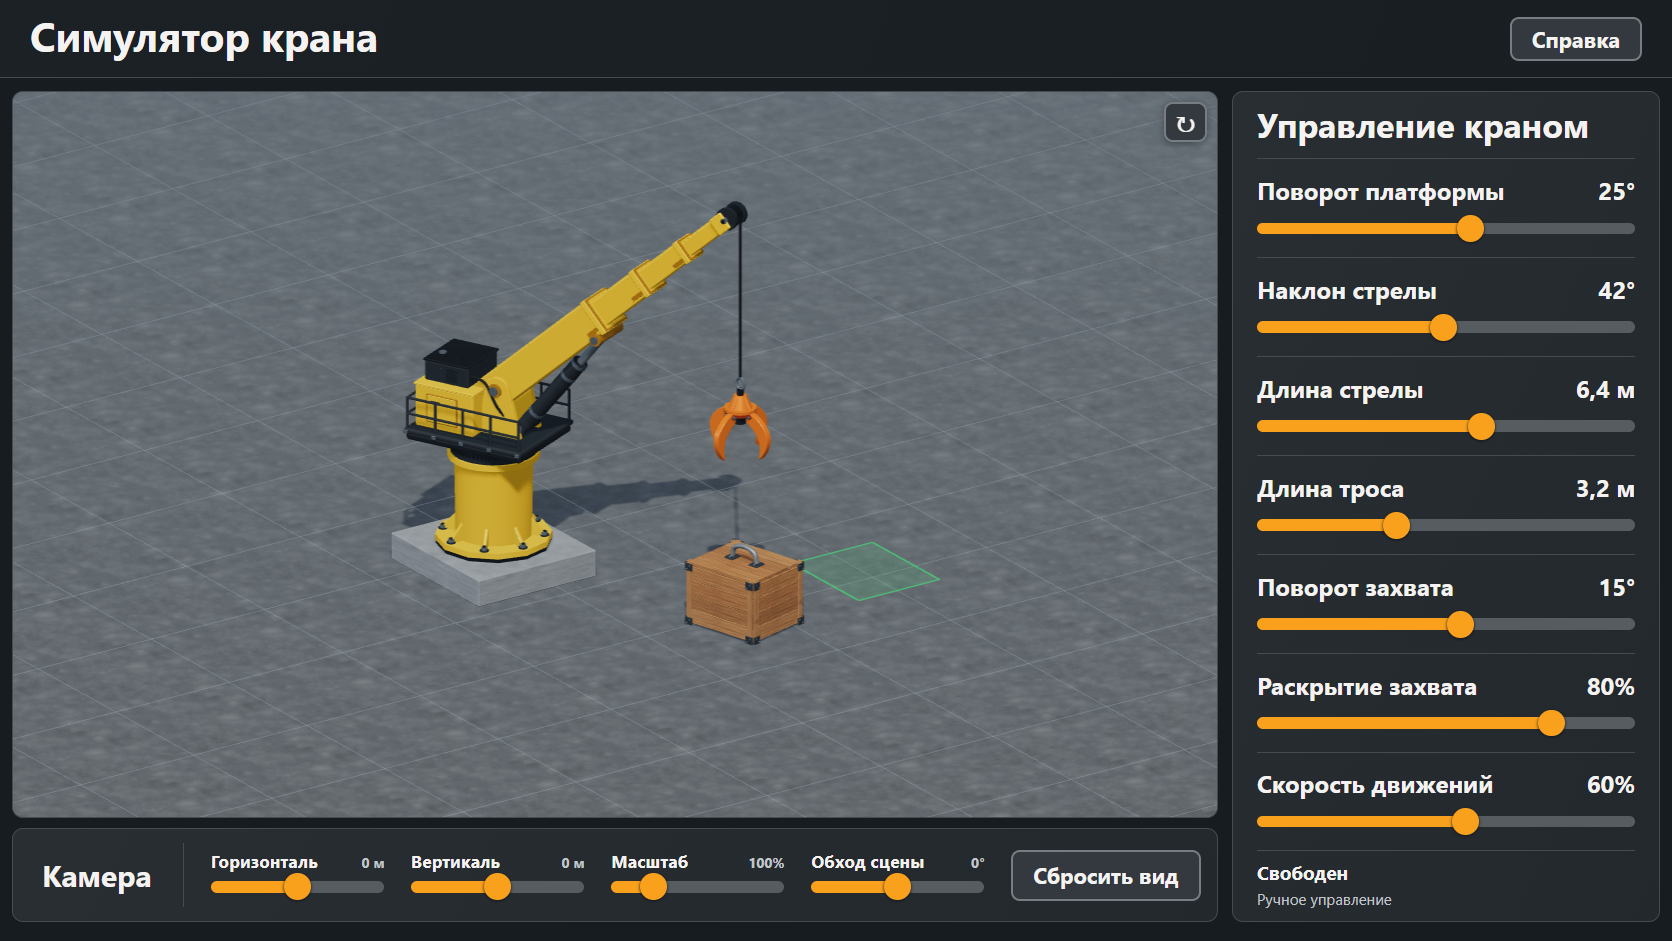 Симулятор крана
Справка
↻
Управление краном
Поворот платформы 25°
Наклон стрелы 42°
Длина стрелы 6,4 м
Длина троса 3,2 м
Поворот захвата 15°
Раскрытие захвата 80%
Скорость движений 60%
Свободен
Ручное управление
Камера
Горизонталь 0 м
Вертикаль 0 м
Масштаб 100%
Обход сцены 0°
Сбросить вид